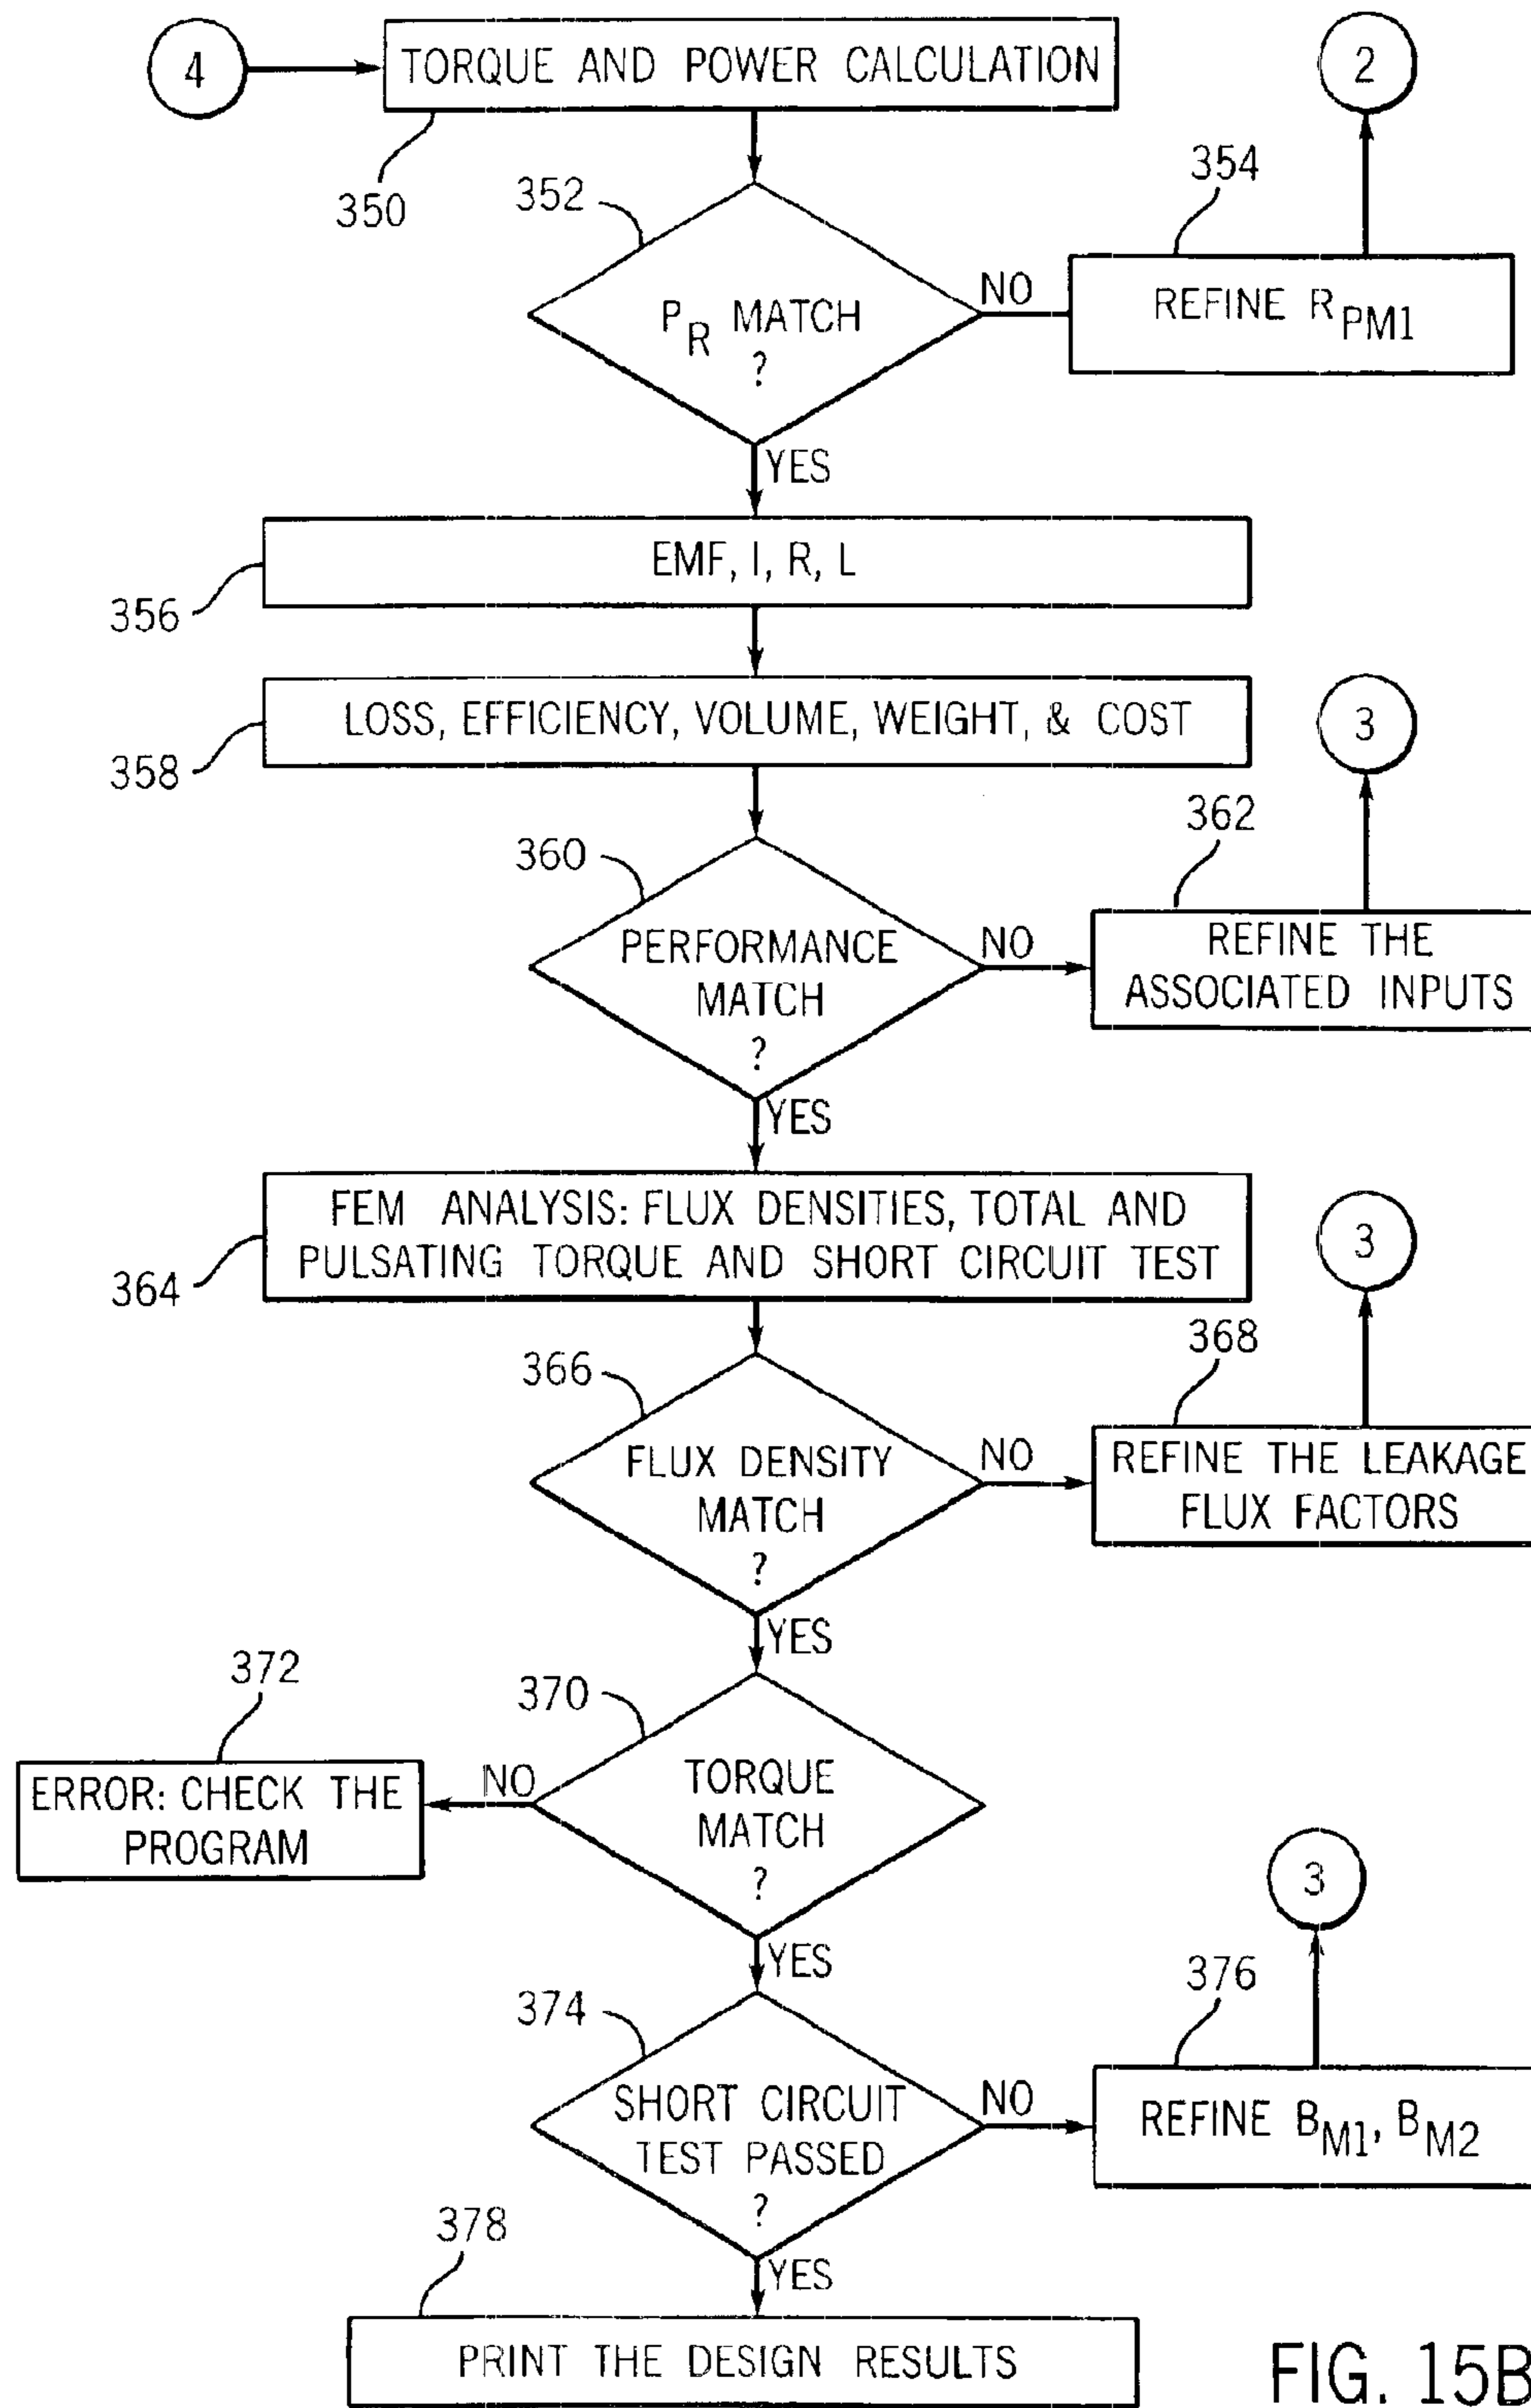 4
TORQUE AND POWER CALCULATION
2
350
352
354
P_R MATCH
?
NO
REFINE R_PM1
YES
EMF, I, R, L
356
LOSS, EFFICIENCY, VOLUME, WEIGHT, & COST
358
3
360
362
PERFORMANCE
MATCH
?
NO
REFINE THE
ASSOCIATED INPUTS
YES
FEM ANALYSIS: FLUX DENSITIES, TOTAL AND
PULSATING TORQUE AND SHORT CIRCUIT TEST
364
3
366
368
FLUX DENSITY
MATCH
?
NO
REFINE THE LEAKAGE
FLUX FACTORS
YES
372
370
ERROR: CHECK THE
PROGRAM
NO
TORQUE
MATCH
?
3
YES
374
376
SHORT CIRCUIT
TEST PASSED
?
NO
REFINE B_M1, B_M2
378
YES
PRINT THE DESIGN RESULTS
FIG. 15B